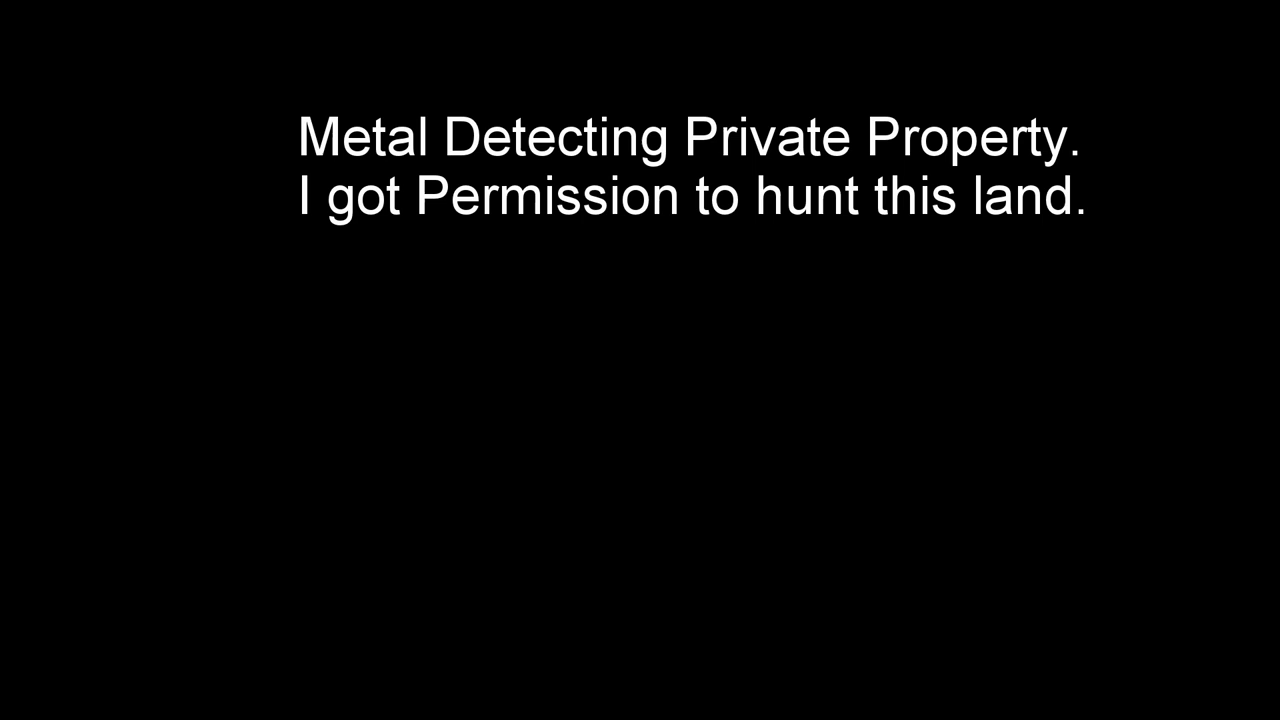 Metal Detecting Private Property.
I got Permission to hunt this land.